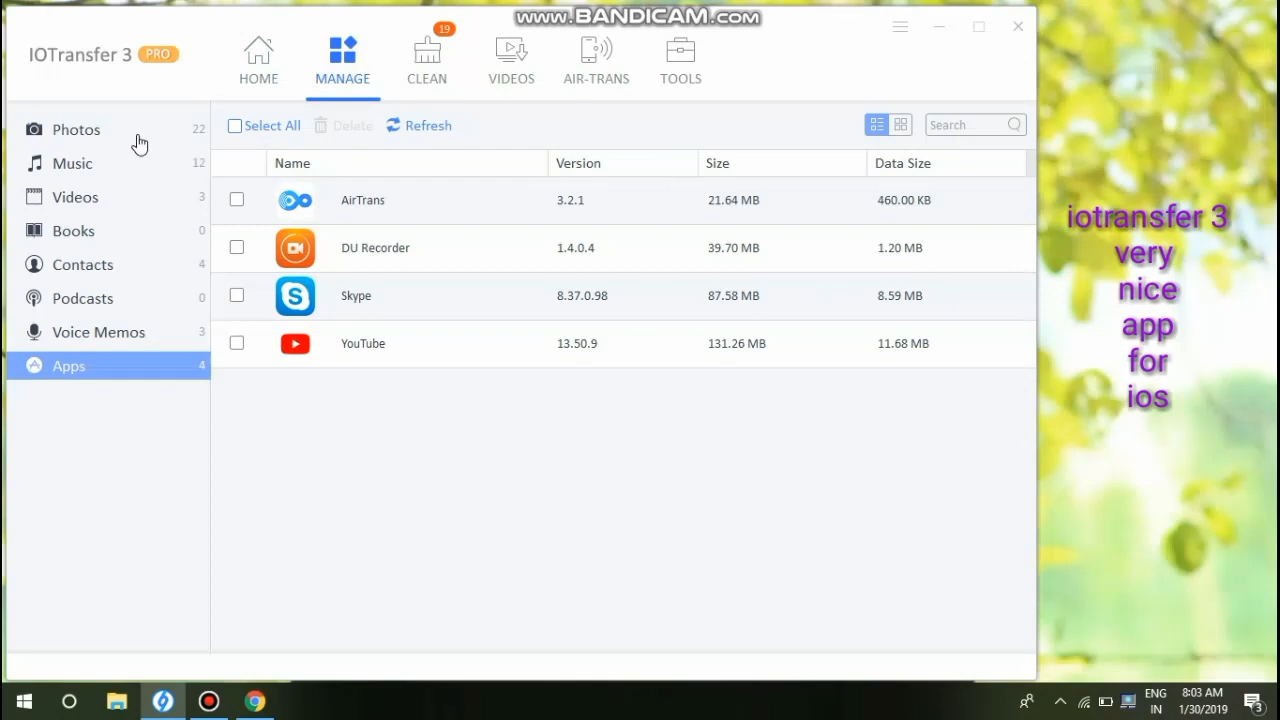 www.BANDICAM.com
IOTransfer 3 PRO
19
HOME
MANAGE
CLEAN
VIDEOS
AIR-TRANS
TOOLS
Photos 22
Music 12
Videos 3
Books 0
Contacts 4
Podcasts 0
Voice Memos 3
Apps 4
Select All Delete Refresh
Search...
Name Version Size Data Size
AirTrans 3.2.1 21.64 MB 460.00 KB
DU Recorder 1.4.0.4 39.70 MB 1.20 MB
Skype 8.37.0.98 87.58 MB 8.59 MB
YouTube 13.50.9 131.26 MB 11.68 MB
iotransfer 3
very
nice
app
for
ios
ENG
IN
8:03 AM
1/30/2019
3